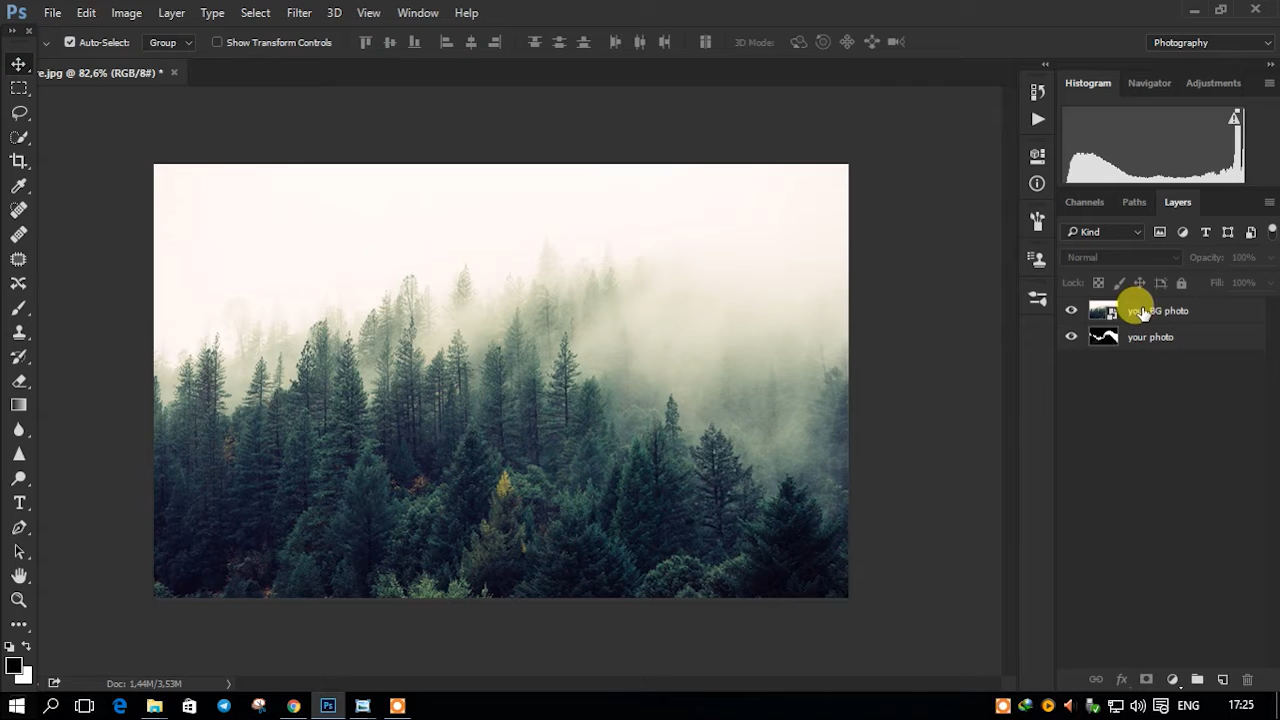 Ps File Edit Image Layer Type Select Filter 3D View Window Help
Auto-Select: Group Show Transform Controls 3D Mode: Photography
e.jpg @ 82,6% (RGB/8#) * ×
Histogram Navigator Adjustments
Channels Paths Layers
Kind
Normal Opacity: 100%
Lock: Fill: 100%
BG photo
your photo
Doc: 1,44M/3,53M
Ps ENG 17:25